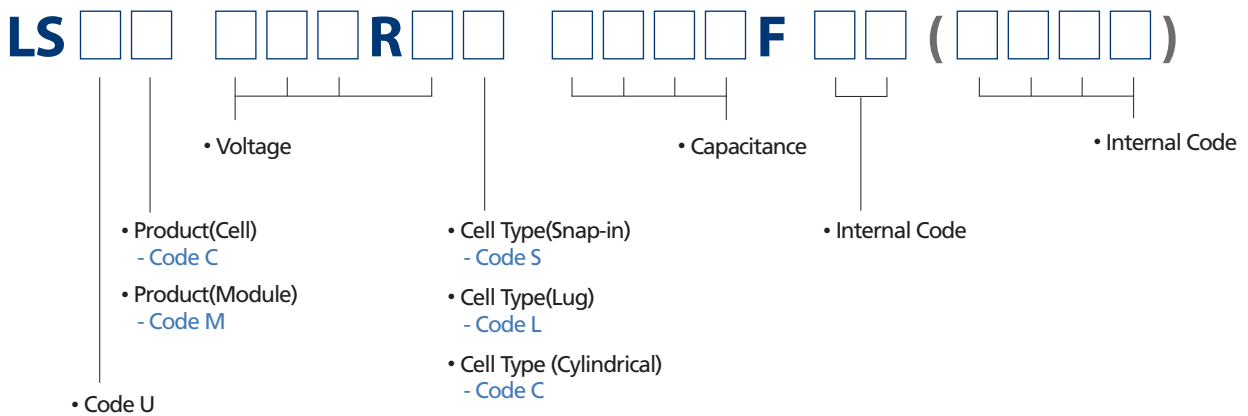 LS□□ □□□R□□ □□□□F □□ (□□□□)
• Voltage
• Capacitance
• Internal Code
• Product(Cell)
- Code C
• Product(Module)
- Code M
• Cell Type(Snap-in)
- Code S
• Cell Type(Lug)
- Code L
• Cell Type (Cylindrical)
- Code C
• Internal Code
• Code U